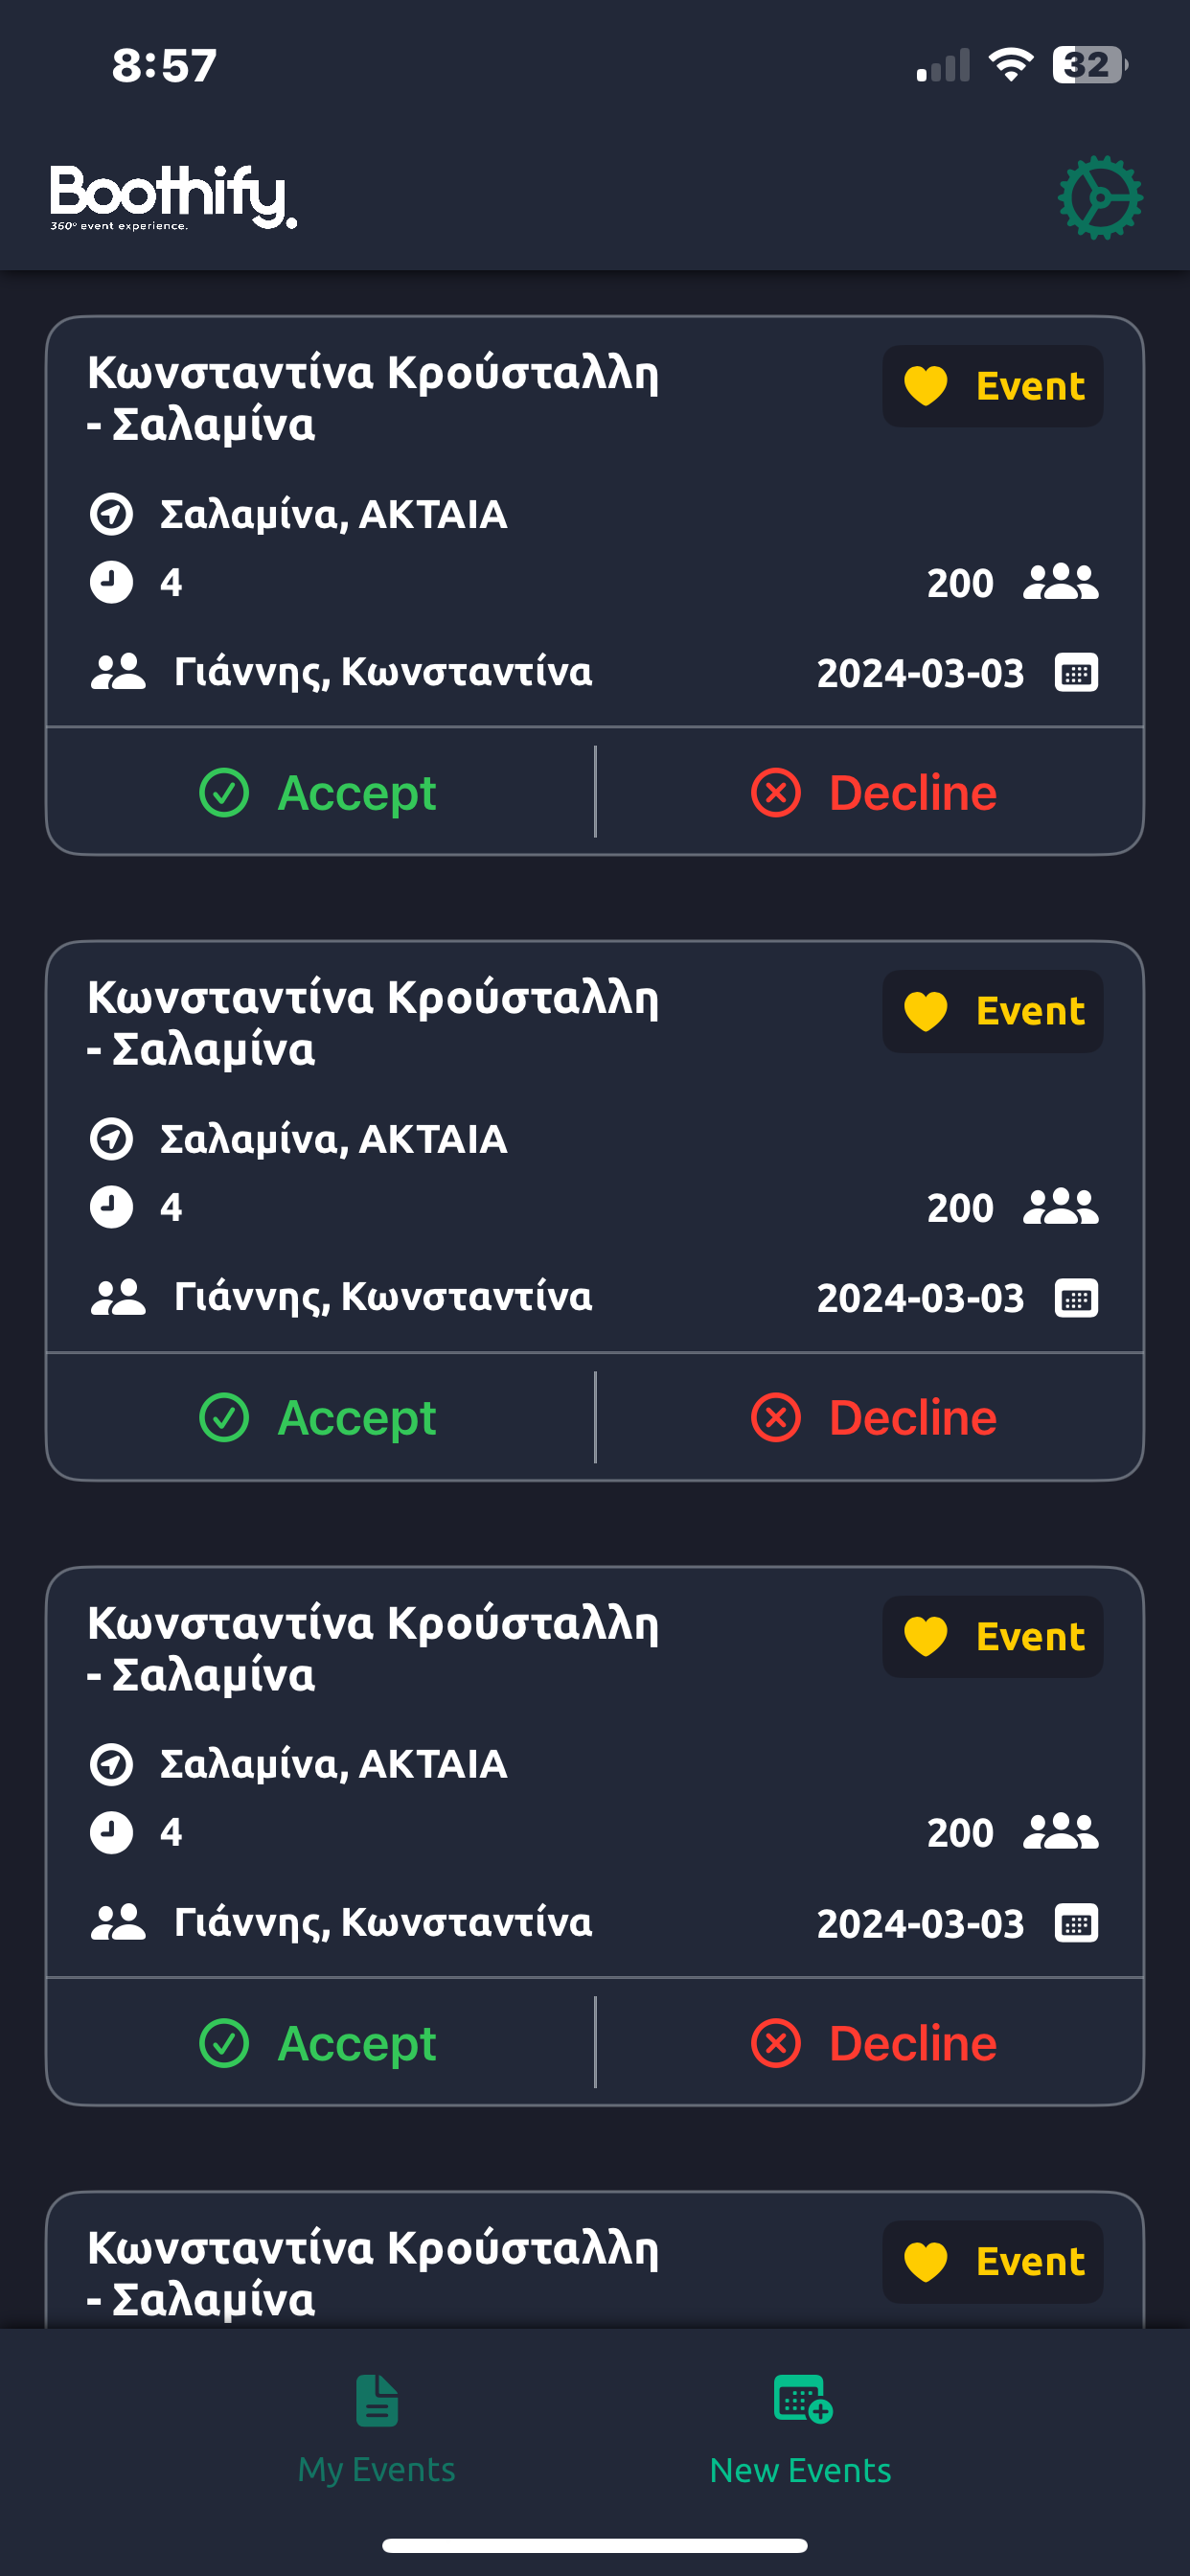 8:57
32
Boothify.
360° event experience.
Κωνσταντίνα Κρούσταλλη
- Σαλαμίνα
Event
Σαλαμίνα, ΑΚΤΑΙΑ
4
200
Γιάννης, Κωνσταντίνα
2024-03-03
Accept
Decline
Κωνσταντίνα Κρούσταλλη
- Σαλαμίνα
Event
Σαλαμίνα, ΑΚΤΑΙΑ
4
200
Γιάννης, Κωνσταντίνα
2024-03-03
Accept
Decline
Κωνσταντίνα Κρούσταλλη
- Σαλαμίνα
Event
Σαλαμίνα, ΑΚΤΑΙΑ
4
200
Γιάννης, Κωνσταντίνα
2024-03-03
Accept
Decline
Κωνσταντίνα Κρούσταλλη
- Σαλαμίνα
Event
My Events
New Events